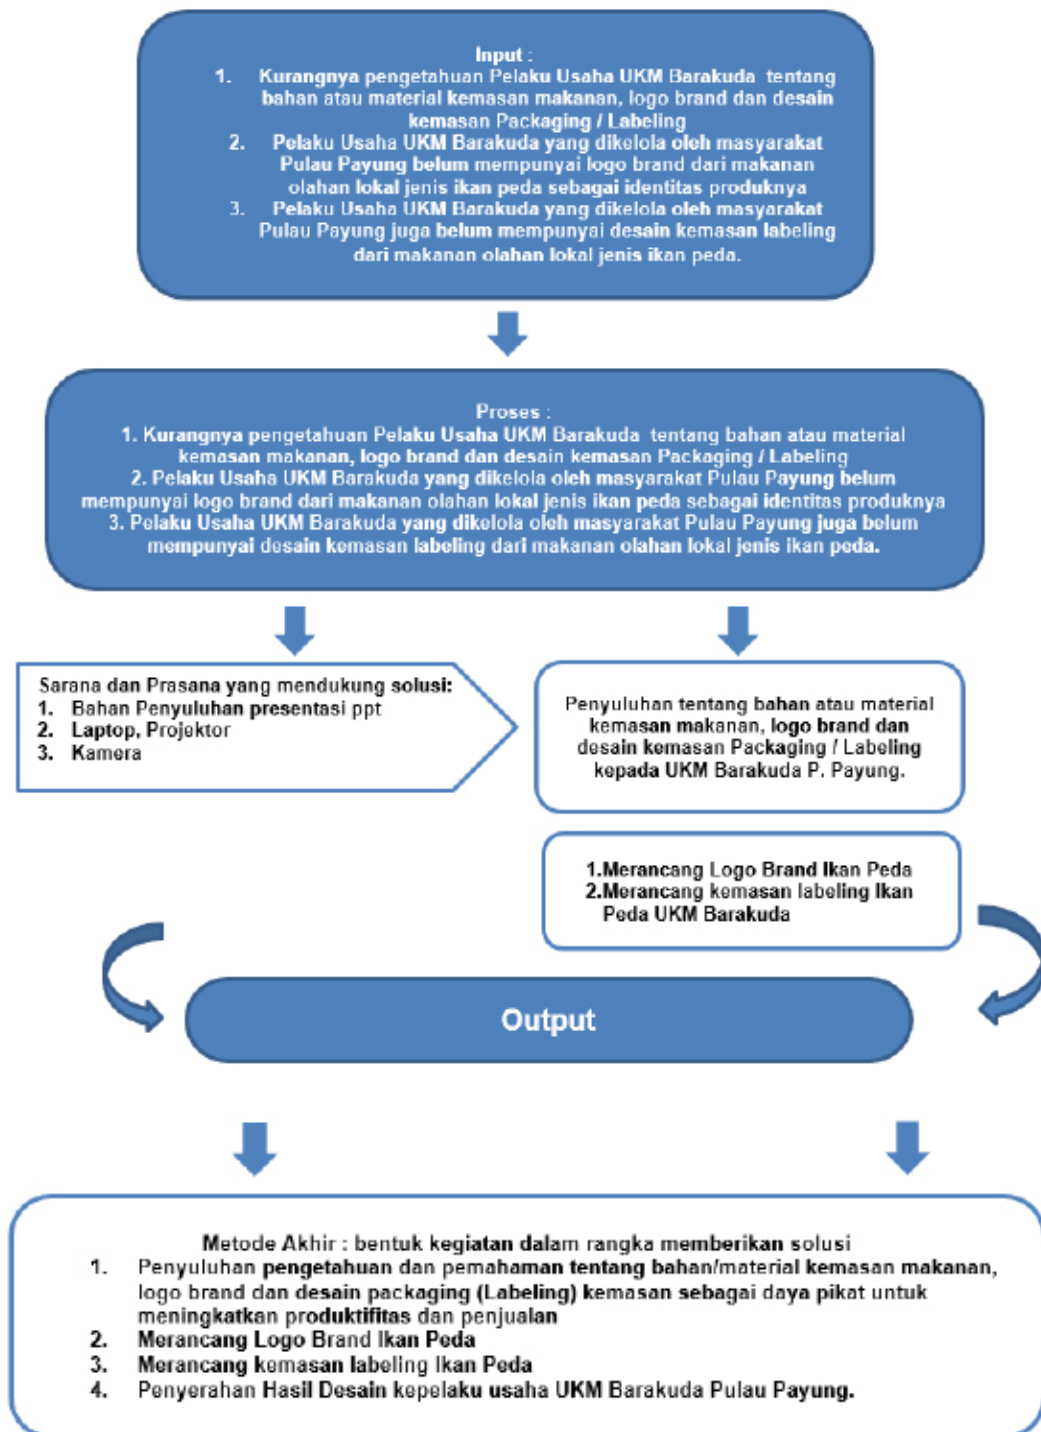 Input :
1. Kurangnya pengetahuan Pelaku Usaha UKM Barakuda tentang
bahan atau material kemasan makanan, logo brand dan desain
kemasan Packaging / Labeling
2. Pelaku Usaha UKM Barakuda yang dikelola oleh masyarakat
Pulau Payung belum mempunyai logo brand dari makanan
olahan lokal jenis ikan peda sebagai identitas produknya
3. Pelaku Usaha UKM Barakuda yang dikelola oleh masyarakat
Pulau Payung juga belum mempunyai desain kemasan labeling
dari makanan olahan lokal jenis ikan peda.
Proses :
1. Kurangnya pengetahuan Pelaku Usaha UKM Barakuda tentang bahan atau material
kemasan makanan, logo brand dan desain kemasan Packaging / Labeling
2. Pelaku Usaha UKM Barakuda yang dikelola oleh masyarakat Pulau Payung belum
mempunyai logo brand dari makanan olahan lokal jenis ikan peda sebagai identitas produknya
3. Pelaku Usaha UKM Barakuda yang dikelola oleh masyarakat Pulau Payung juga belum
mempunyai desain kemasan labeling dari makanan olahan lokal jenis ikan peda.
Sarana dan Prasana yang mendukung solusi:
1. Bahan Penyuluhan presentasi ppt
2. Laptop, Projektor
3. Kamera
Penyuluhan tentang bahan atau material
kemasan makanan, logo brand dan
desain kemasan Packaging / Labeling
kepada UKM Barakuda P. Payung.
1.Merancang Logo Brand Ikan Peda
2.Merancang kemasan labeling Ikan
Peda UKM Barakuda
Output
Metode Akhir : bentuk kegiatan dalam rangka memberikan solusi
1. Penyuluhan pengetahuan dan pemahaman tentang bahan/material kemasan makanan,
logo brand dan desain packaging (Labeling) kemasan sebagai daya pikat untuk
meningkatkan produktifitas dan penjualan
2. Merancang Logo Brand Ikan Peda
3. Merancang kemasan labeling Ikan Peda
4. Penyerahan Hasil Desain kepelaku usaha UKM Barakuda Pulau Payung.